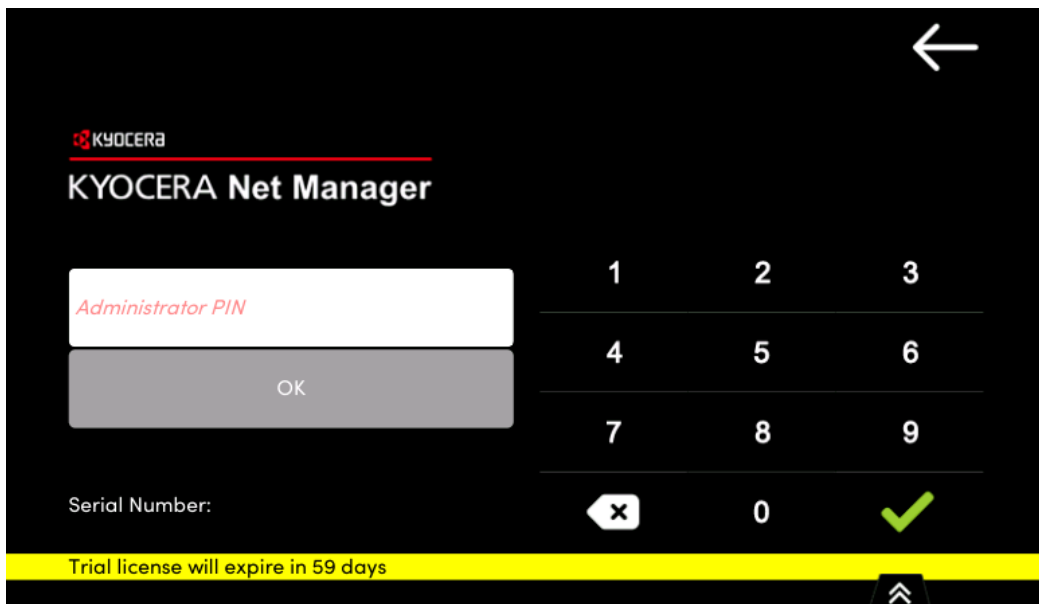 KYOCERA
KYOCERA Net Manager
Administrator PIN
OK
1 2 3
4 5 6
7 8 9
0
Serial Number:
Trial license will expire in 59 days